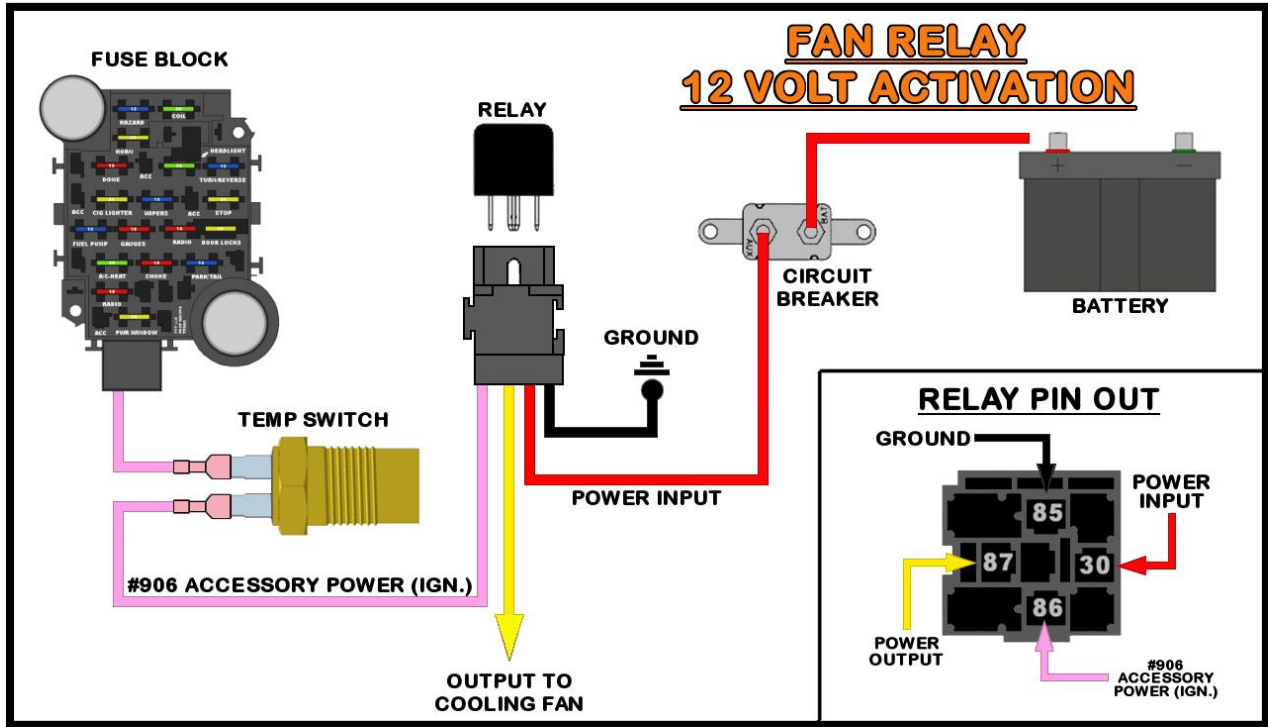 FAN RELAY
12 VOLT ACTIVATION
FUSE BLOCK
10
HAZARD
COIL
HORN
HEADLIGHT
10
DOME
ACC
TURN/REVERSE
ACC
CIG LIGHTER
WIPERS
ACC
STOP
FUEL PUMP
10
GAUGES
RADIO
DOOR LOCKS
A/C-HEAT
CHOKE
PARK/TAIL
RADIO
ACC
PWR WINDOW
RELAY
BAT
AUX
CIRCUIT
BREAKER
+
-
BATTERY
GROUND
TEMP SWITCH
POWER INPUT
#906 ACCESSORY POWER (IGN.)
OUTPUT TO
COOLING FAN
RELAY PIN OUT
GROUND
POWER
INPUT
85
87
30
86
POWER
OUTPUT
#906
ACCESSORY
POWER (IGN.)